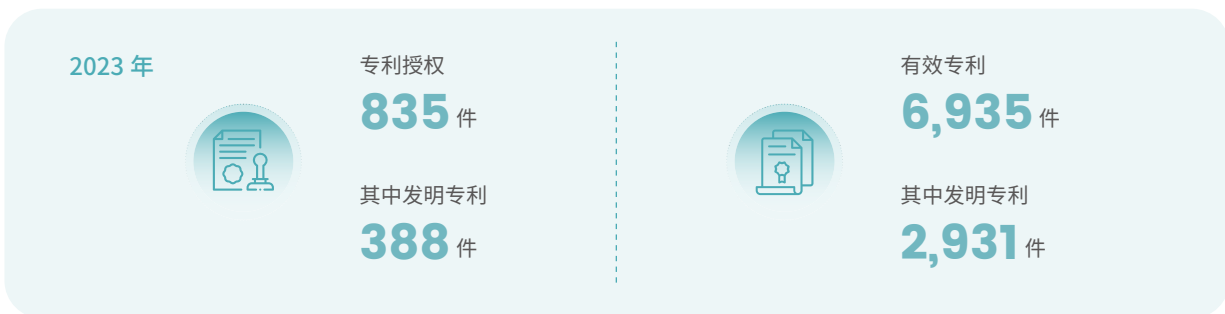 2023 年
专利授权
835 件
其中发明专利
388 件
有效专利
6,935 件
其中发明专利
2,931 件